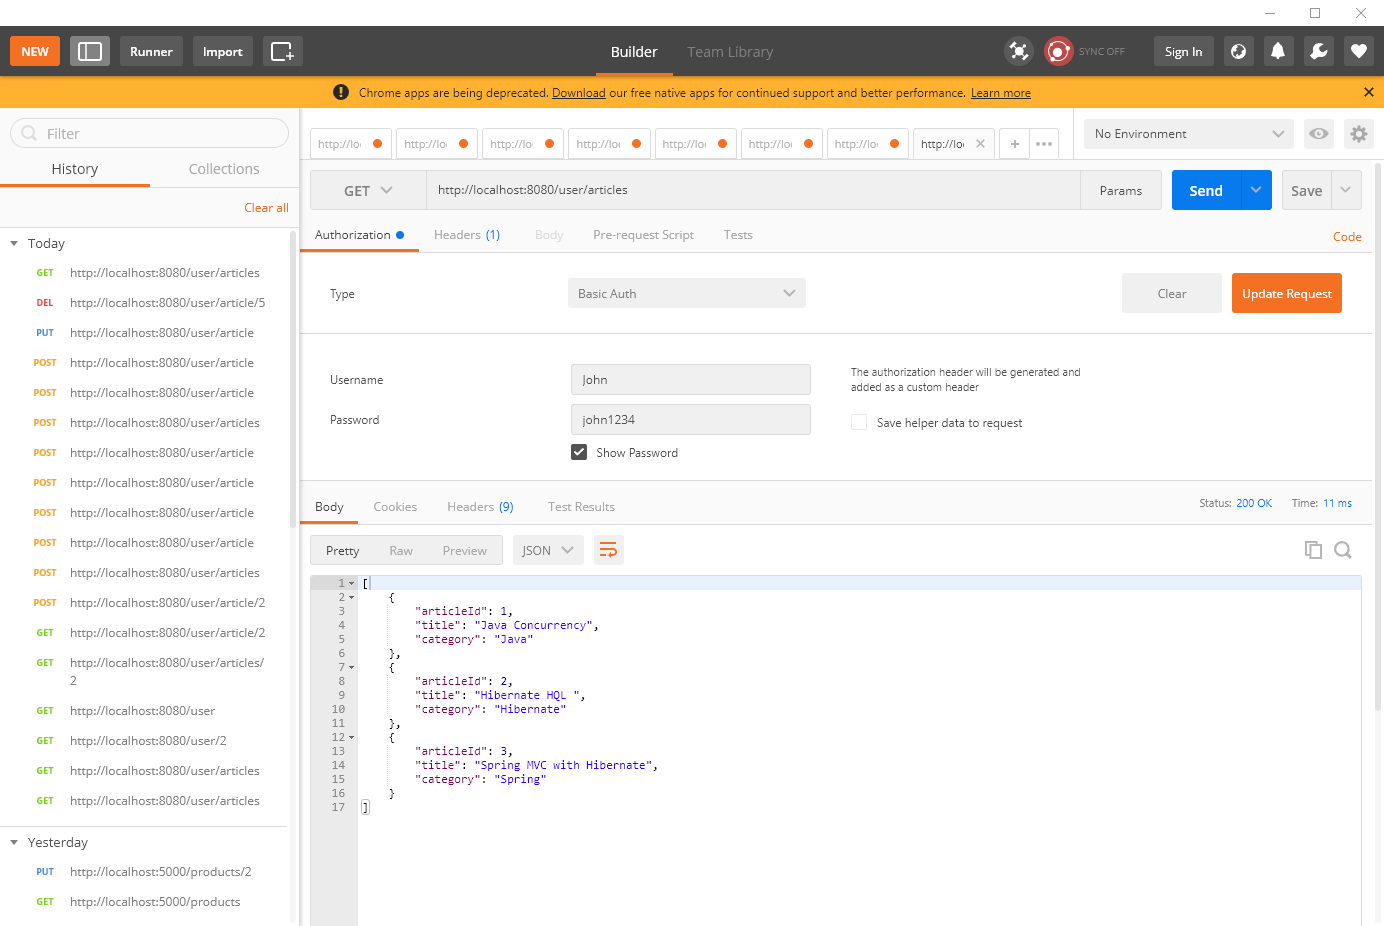 NEW Runner Import Builder Team Library SYNC OFF Sign In
Chrome apps are being deprecated. Download our free native apps for continued support and better performance. Learn more
Filter
History Collections
Clear all
Today
GET http://localhost:8080/user/articles
DEL http://localhost:8080/user/article/5
PUT http://localhost:8080/user/article
POST http://localhost:8080/user/article
POST http://localhost:8080/user/article
POST http://localhost:8080/user/articles
POST http://localhost:8080/user/article
POST http://localhost:8080/user/article
POST http://localhost:8080/user/article
POST http://localhost:8080/user/article
POST http://localhost:8080/user/articles
POST http://localhost:8080/user/article/2
GET http://localhost:8080/user/article/2
GET http://localhost:8080/user/articles/
2
GET http://localhost:8080/user
GET http://localhost:8080/user/2
GET http://localhost:8080/user/articles
GET http://localhost:8080/user/articles
Yesterday
PUT http://localhost:5000/products/2
GET http://localhost:5000/products
http://lo http://lo http://lo http://lo http://lo http://lo http://lo http://lo
No Environment
GET http://localhost:8080/user/articles Params Send Save
Authorization Headers (1) Body Pre-request Script Tests Code
Type Basic Auth Clear Update Request
Username John
Password john1234
Show Password
The authorization header will be generated and
added as a custom header
Save helper data to request
Body Cookies Headers (9) Test Results Status: 200 OK Time: 11 ms
Pretty Raw Preview JSON
1 [
2 {
3 "articleId": 1,
4 "title": "Java Concurrency",
5 "category": "Java"
6 },
7 {
8 "articleId": 2,
9 "title": "Hibernate HQL ",
10 "category": "Hibernate"
11 },
12 {
13 "articleId": 3,
14 "title": "Spring MVC with Hibernate",
15 "category": "Spring"
16 }
17 ]